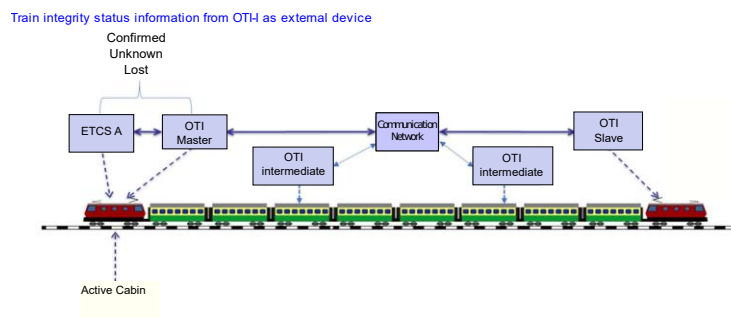 Train integrity status information from OTI-I as external device
Confirmed
Unknown
Lost
ETCS A
OTI
Master
Communication
Network
OTI
Slave
OTI
intermediate
OTI
intermediate
Active Cabin